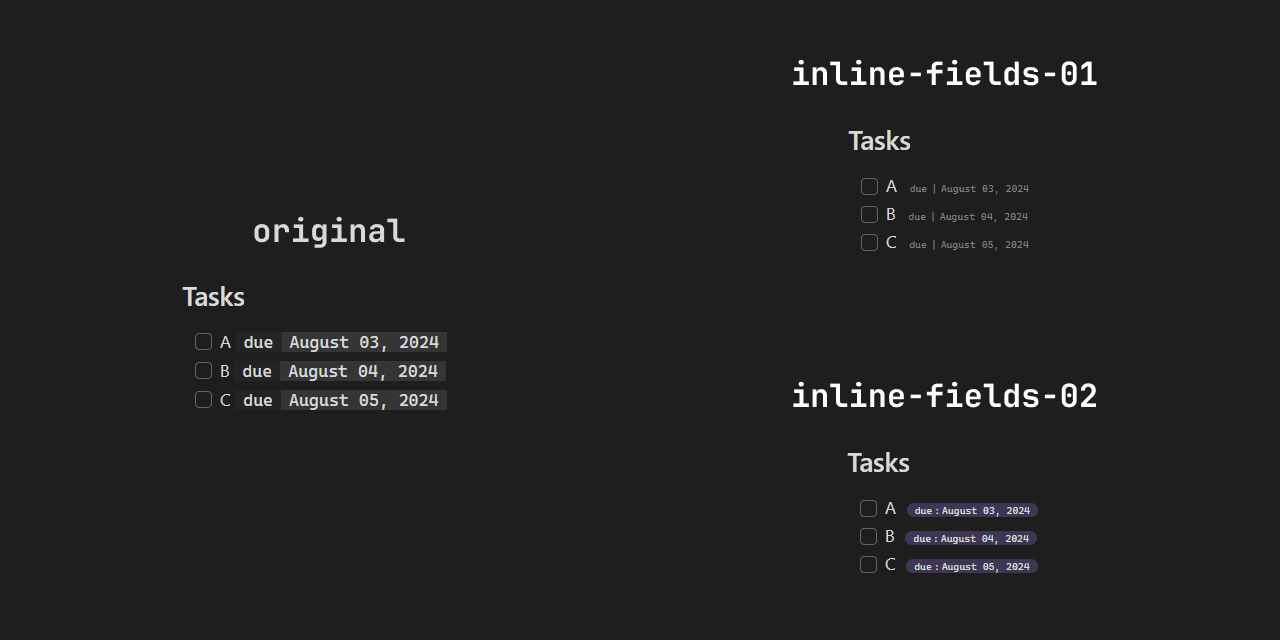 original
Tasks
A due August 03, 2024
B due August 04, 2024
C due August 05, 2024
inline-fields-01
Tasks
A due | August 03, 2024
B due | August 04, 2024
C due | August 05, 2024
inline-fields-02
Tasks
A due : August 03, 2024
B due : August 04, 2024
C due : August 05, 2024